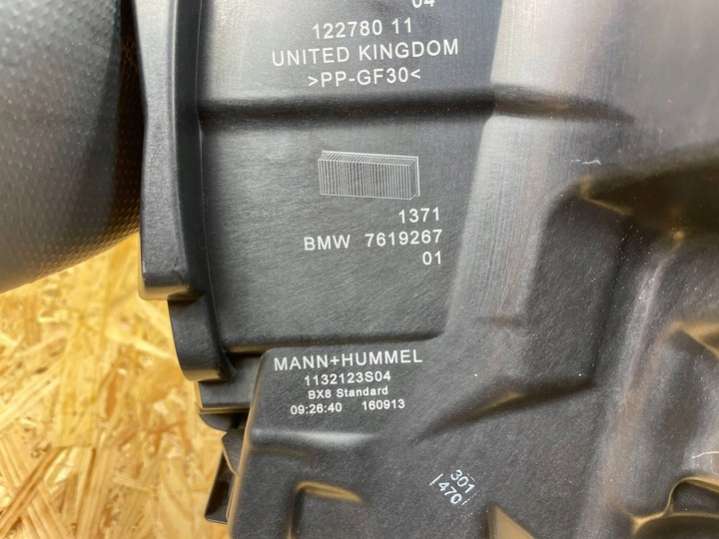 04
122780 11
UNITED KINGDOM
>PP-GF30<
1371
BMW 7619267
01
MANN+HUMMEL
1132123S04
BX8 Standard
09:26:40 160913
301
470